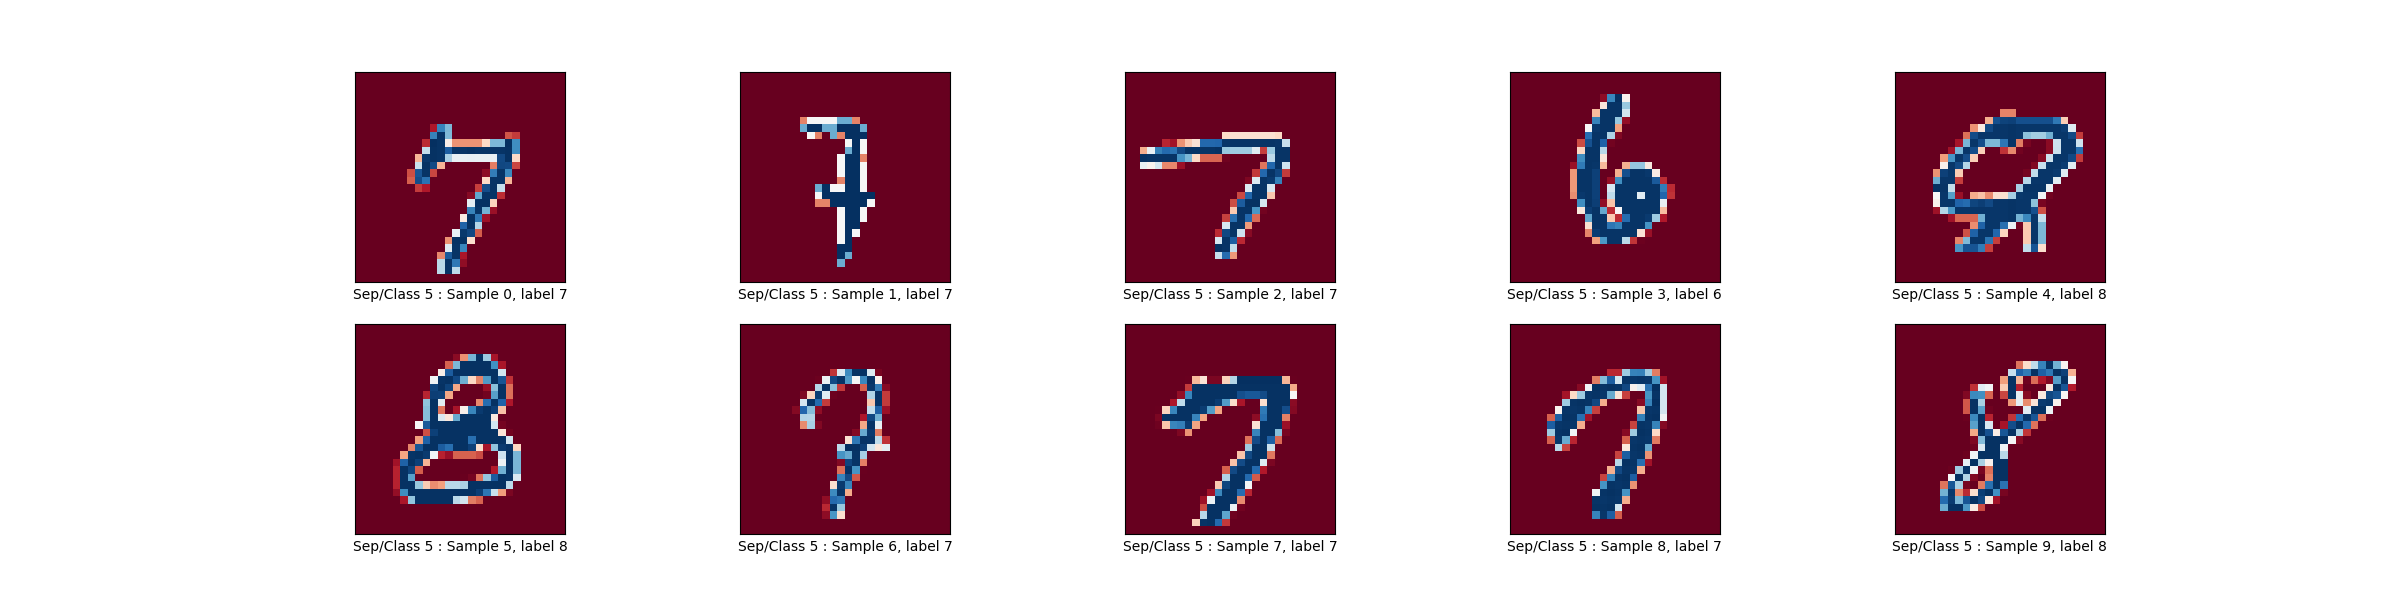 Sep/Class 5 : Sample 0, label 7
Sep/Class 5 : Sample 1, label 7
Sep/Class 5 : Sample 2, label 7
Sep/Class 5 : Sample 3, label 6
Sep/Class 5 : Sample 4, label 8
Sep/Class 5 : Sample 5, label 8
Sep/Class 5 : Sample 6, label 7
Sep/Class 5 : Sample 7, label 7
Sep/Class 5 : Sample 8, label 7
Sep/Class 5 : Sample 9, label 8